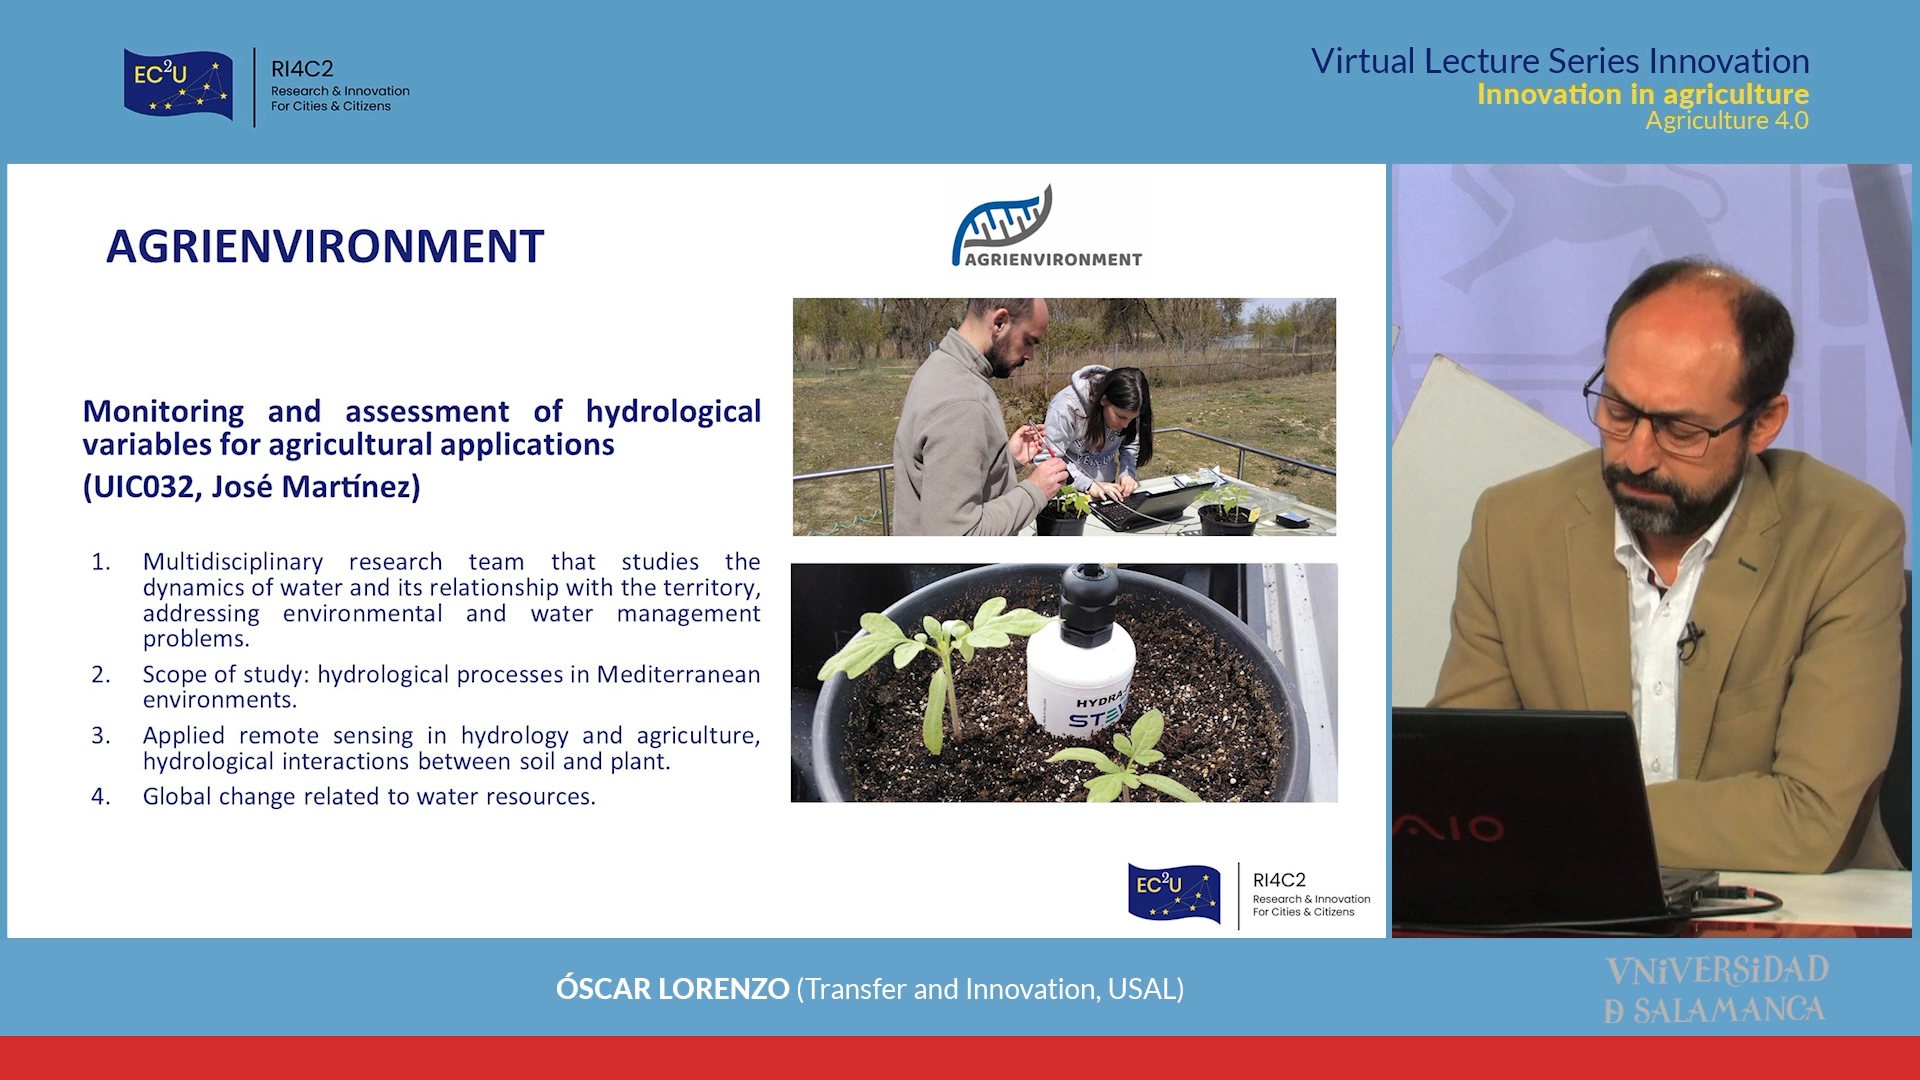 EC2U
RI4C2
Research & Innovation
For Cities & Citizens
Virtual Lecture Series Innovation
Innovation in agriculture
Agriculture 4.0
AGRIENVIRONMENT
AGRIENVIRONMENT
Monitoring and assessment of hydrological
variables for agricultural applications
(UIC032, José Martínez)
1. Multidisciplinary research team that studies the
dynamics of water and its relationship with the territory,
addressing environmental and water management
problems.
2. Scope of study: hydrological processes in Mediterranean
environments.
3. Applied remote sensing in hydrology and agriculture,
hydrological interactions between soil and plant.
4. Global change related to water resources.
HYDRA
STEV
EC2U
RI4C2
Research & Innovation
For Cities & Citizens
AIO
ÓSCAR LORENZO (Transfer and Innovation, USAL)
VNiVERSiDAD
D SALAMANCA